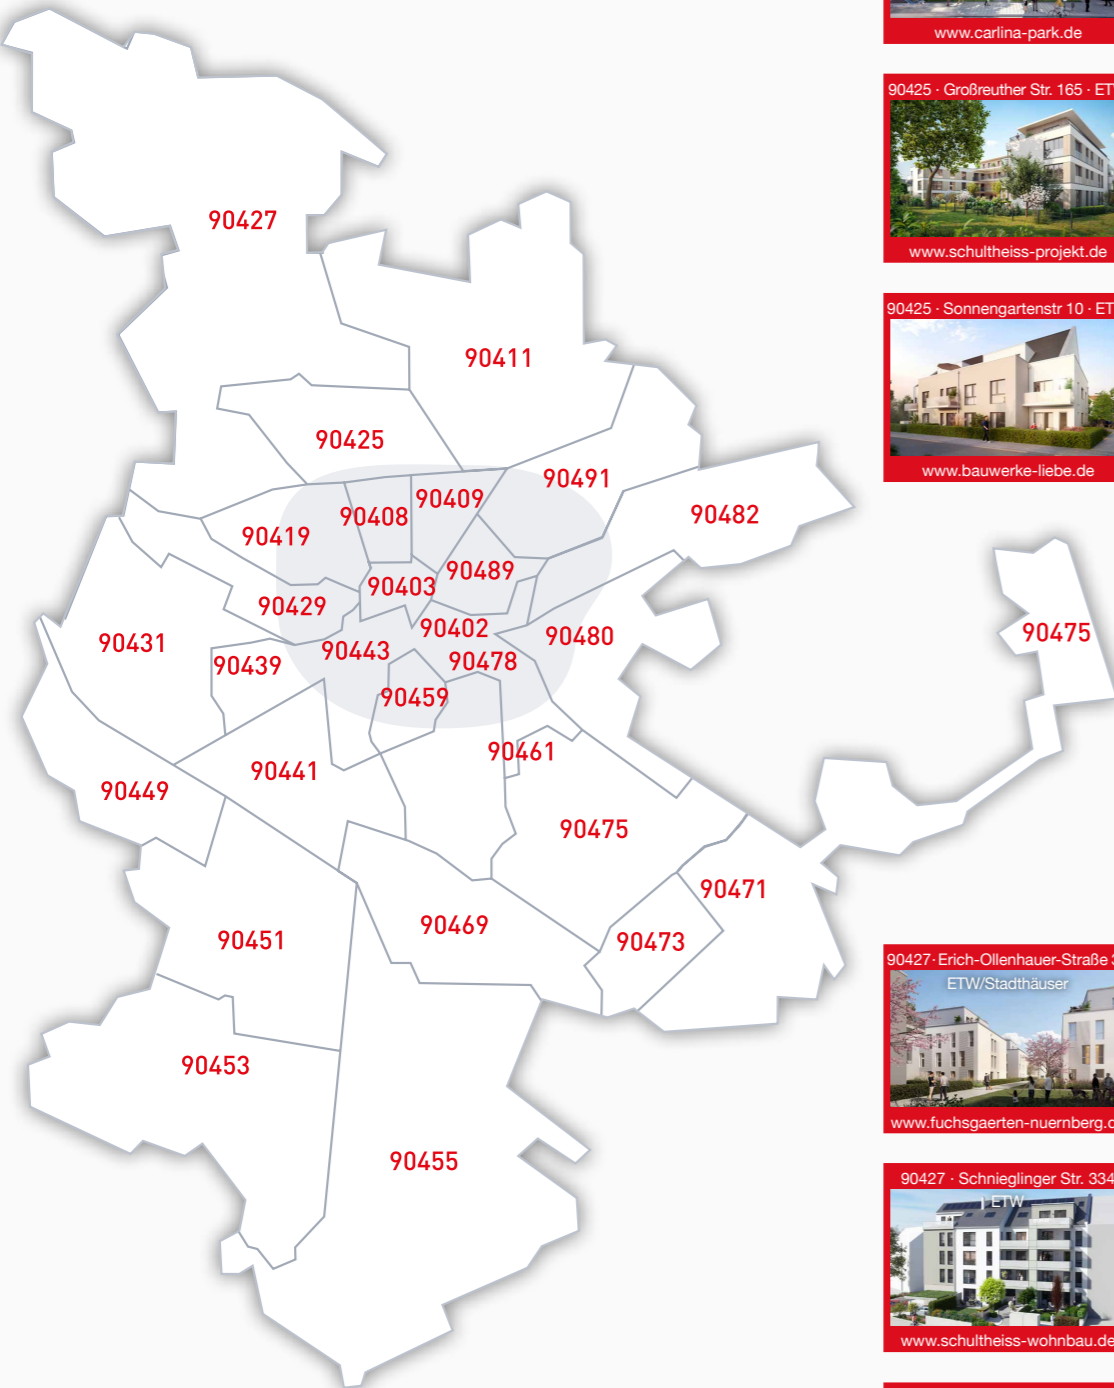 90427
90411
90425
90491
90409
90408
90482
90419
90489
90403
90429
90402
90431
90480
90443
90478
90439
90459
90475
90461
90441
90449
90475
90471
90469
90473
90451
90453
90455
www.carlina-park.de
90425 · Großreuther Str. 165 ·
www.schultheiss-projekt.de
90425 · Sonnengartenstr 10 ·
www.bauwerke-liebe.de
90427 · Erich-Ollenhauer-Straße
ETW/Stadthäuser
www.fuchsgaerten-nuernberg.
90427 · Schnieglinger Str. 334
| ETW
www.schultheiss-wohnbau.de